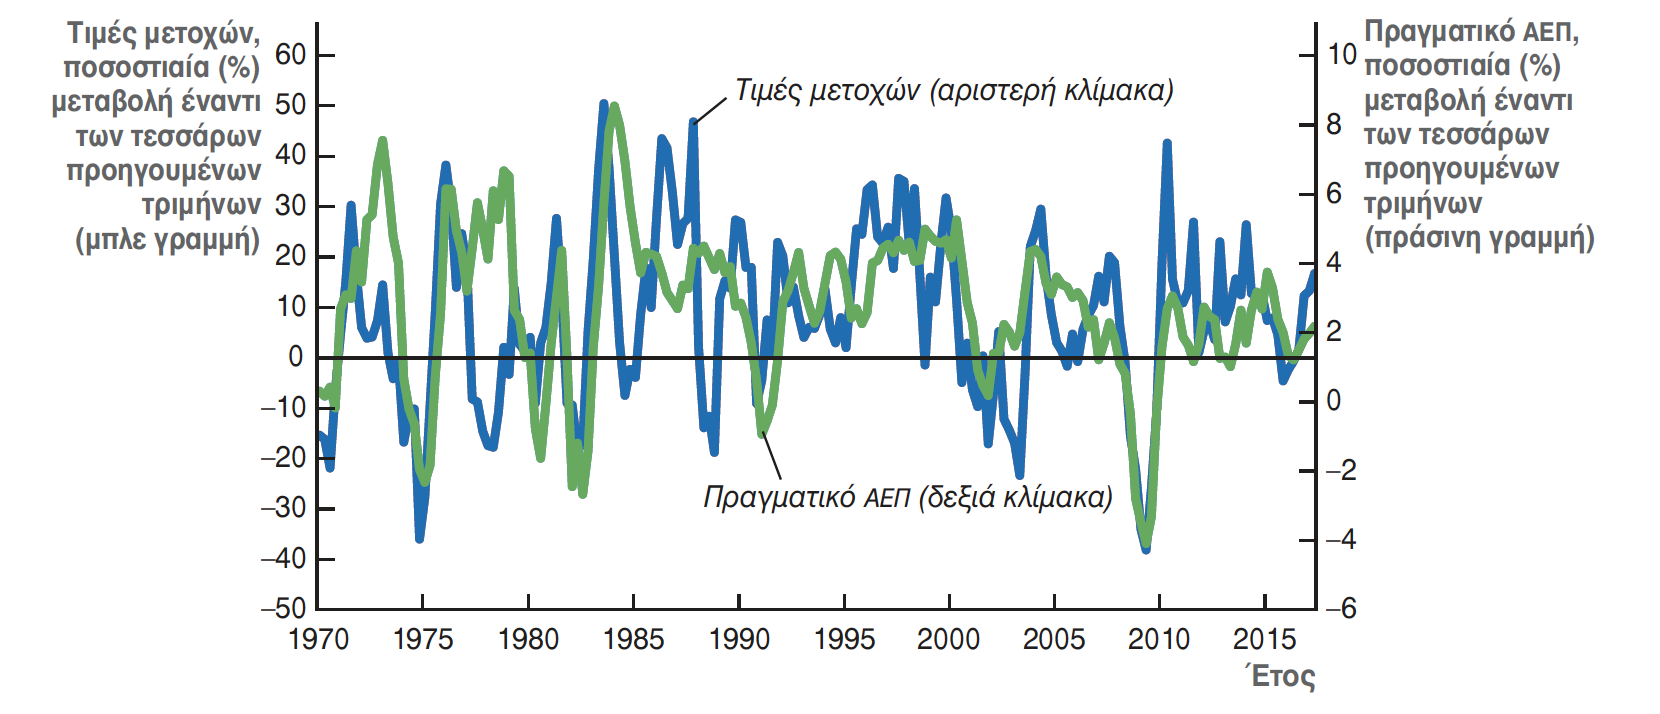 Τιμές μετοχών,
ποσοστιαία (%)
μεταβολή έναντι
των τεσσάρων
προηγουμένων
τριμήνων
(μπλε γραμμή)
60
50
40
30
20
10
0
–10
–20
–30
–40
–50
Τιμές μετοχών (αριστερή κλίμακα)
Πραγματικό ΑΕΠ (δεξιά κλίμακα)
10
8
6
4
2
0
–2
–4
–6
Πραγματικό ΑΕΠ,
ποσοστιαία (%)
μεταβολή έναντι
των τεσσάρων
προηγουμένων
τριμήνων
(πράσινη γραμμή)
1970 1975 1980 1985 1990 1995 2000 2005 2010 2015
Έτος